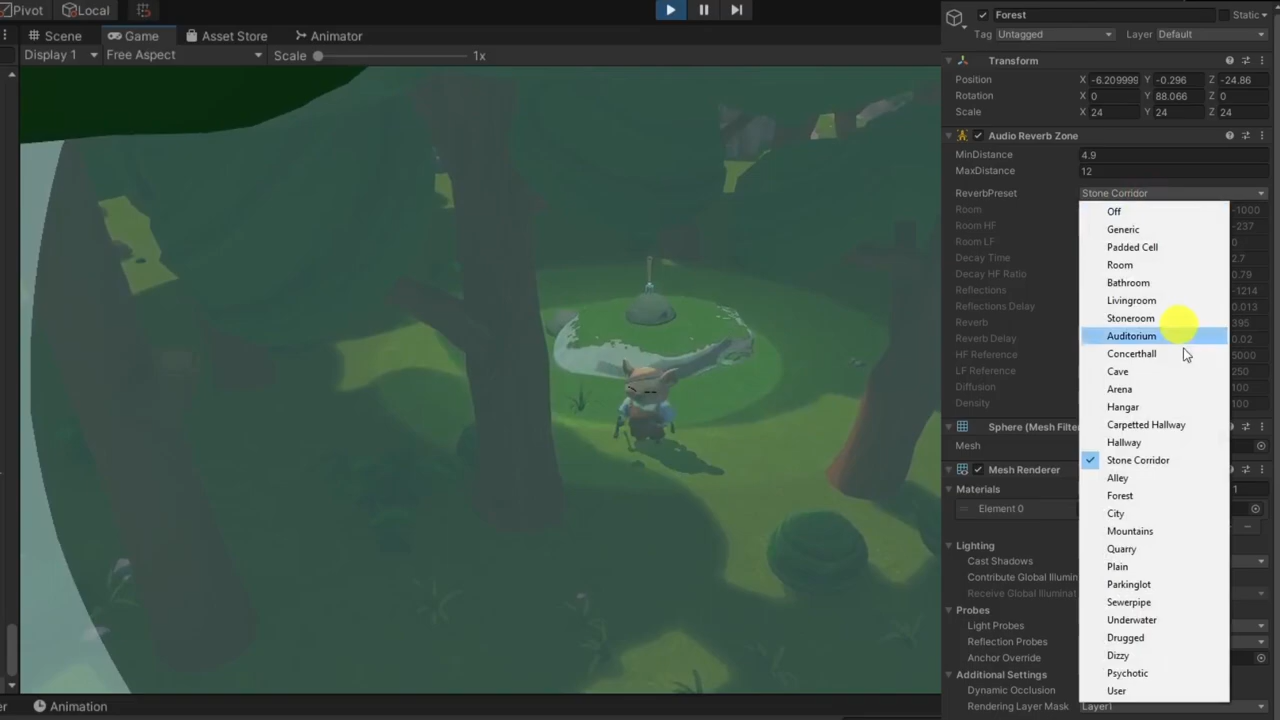 Pivot Local
Scene Game Asset Store Animator
Display 1 Free Aspect Scale 1x
Forest Static
Tag Untagged Layer Default
Transform
Position X -6.209999 Y -0.296 Z -24.86
Rotation X 0 Y 88.066 Z 0
Scale X 24 Y 24 Z 24
Audio Reverb Zone
MinDistance 4.9
MaxDistance 12
ReverbPreset Stone Corridor
Room -1000
Room HF -237
Room LF 0
Decay Time 2.7
Decay HF Ratio 0.79
Reflections -1214
Reflections Delay 0.013
Reverb 395
Reverb Delay 0.02
HF Reference 5000
LF Reference 250
Diffusion 100
Density 100
Off
Generic
Padded Cell
Room
Bathroom
Livingroom
Stoneroom
Auditorium
Concerthall
Cave
Arena
Hangar
Carpetted Hallway
Hallway
Stone Corridor
Alley
Forest
City
Mountains
Quarry
Plain
Parkinglot
Sewerpipe
Underwater
Drugged
Dizzy
Psychotic
User
Sphere (Mesh Filte
Mesh
Mesh Renderer
Materials 1
Element 0
Lighting
Cast Shadows
Contribute Global Illumin
Receive Global Illuminat
Probes
Light Probes
Reflection Probes
Anchor Override
Additional Settings
Dynamic Occlusion
Rendering Layer Mask Layer1
Animation